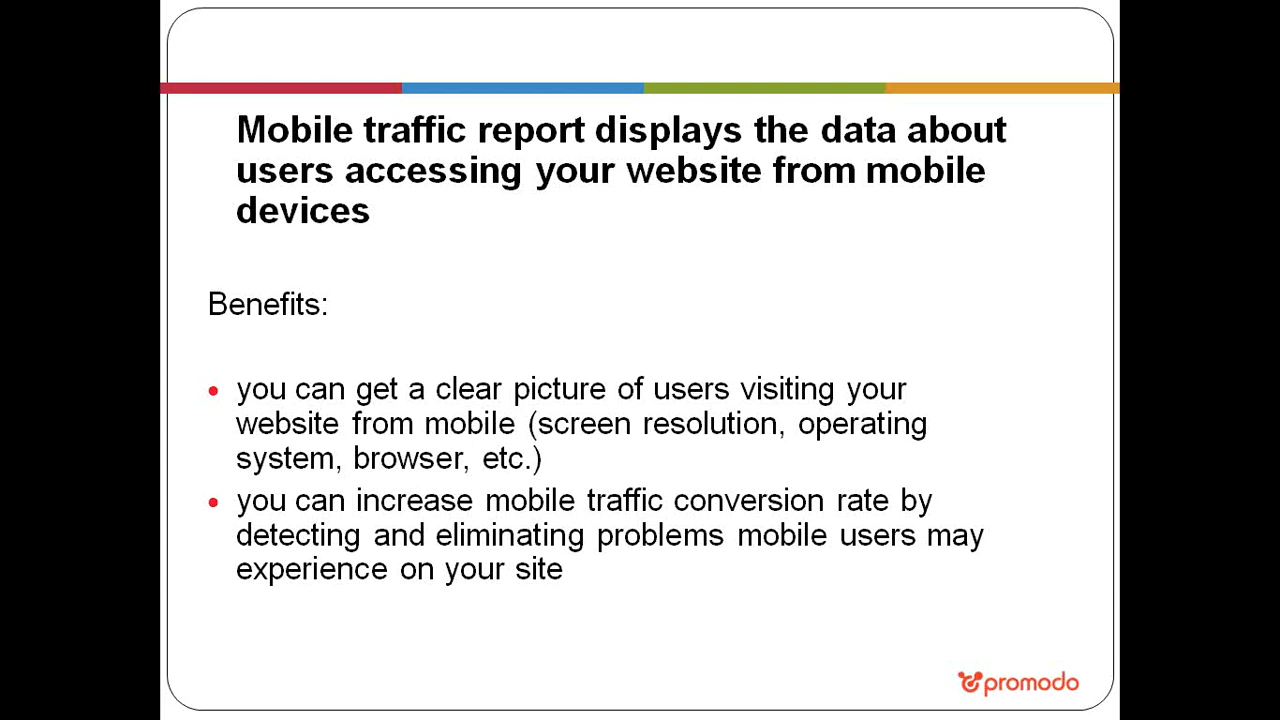 Mobile traffic report displays the data about
users accessing your website from mobile
devices
Benefits:
• you can get a clear picture of users visiting your
website from mobile (screen resolution, operating
system, browser, etc.)
• you can increase mobile traffic conversion rate by
detecting and eliminating problems mobile users may
experience on your site
promodo